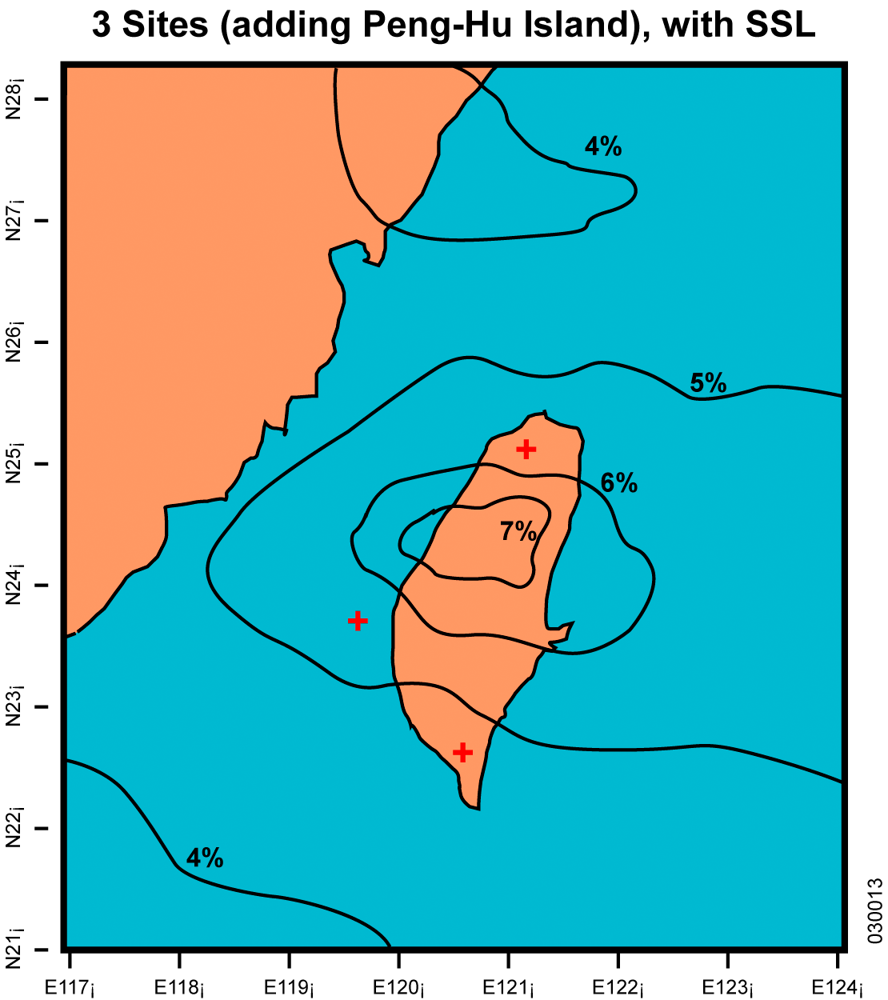 3 Sites (adding Peng-Hu Island), with SSL
N28¡
4%
N27¡
N26¡
5%
N25¡
6%
7%
N24¡
N23¡
N22¡
4%
N21¡
030013
E117¡ E118¡ E119¡ E120¡ E121¡ E122¡ E123¡ E124¡